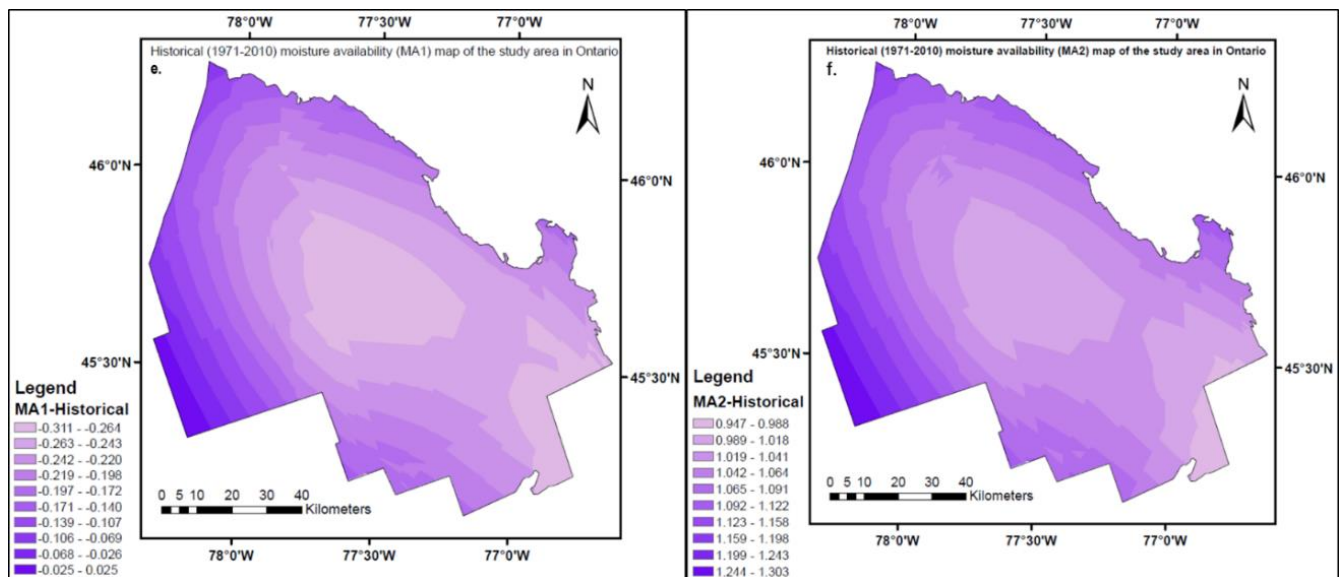 78°0'W 77°30'W 77°0'W
Historical (1971-2010) moisture availability (MA1) map of the study area in Ontario
e.
N
46°0'N
46°0'N
45°30'N
45°30'N
Legend
MA1-Historical
-0.311 - -0.264
-0.263 - -0.243
-0.242 - -0.220
-0.219 - -0.198
-0.197 - -0.172
-0.171 - -0.140
-0.139 - -0.107
-0.106 - -0.069
-0.068 - -0.026
-0.025 - 0.025
0 5 10 20 30 40
Kilometers
78°0'W 77°30'W 77°0'W
78°0'W 77°30'W 77°0'W
Historical (1971-2010) moisture availability (MA2) map of the study area in Ontario
f.
N
46°0'N
46°0'N
45°30'N
45°30'N
Legend
MA2-Historical
0.947 - 0.988
0.989 - 1.018
1.019 - 1.041
1.042 - 1.064
1.065 - 1.091
1.092 - 1.122
1.123 - 1.158
1.159 - 1.198
1.199 - 1.243
1.244 - 1.303
0 5 10 20 30 40
Kilometers
78°0'W 77°30'W 77°0'W